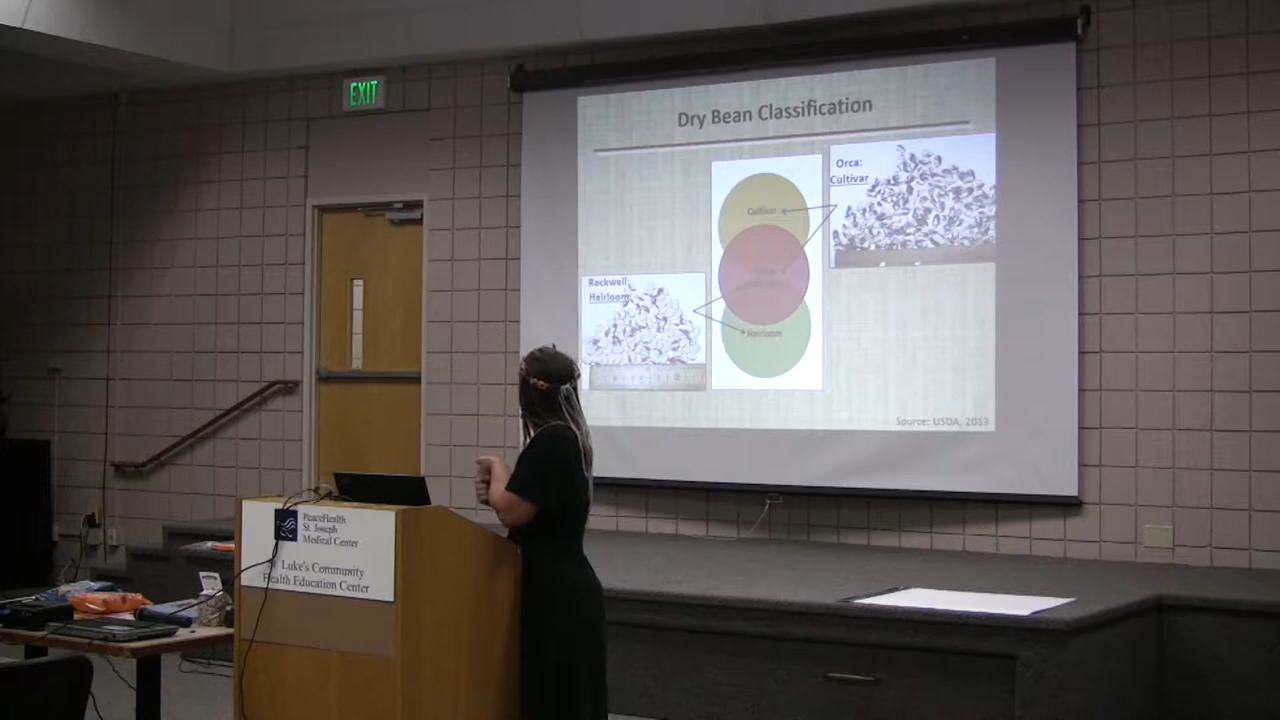 EXIT
Dry Bean Classification
Orca:
Cultivar
Cultivar
Rockwell:
Heirloom
Heirloom
Source: USDA, 2013
PeaceHealth
St. Joseph
Medical Center
St Luke's Community
Health Education Center